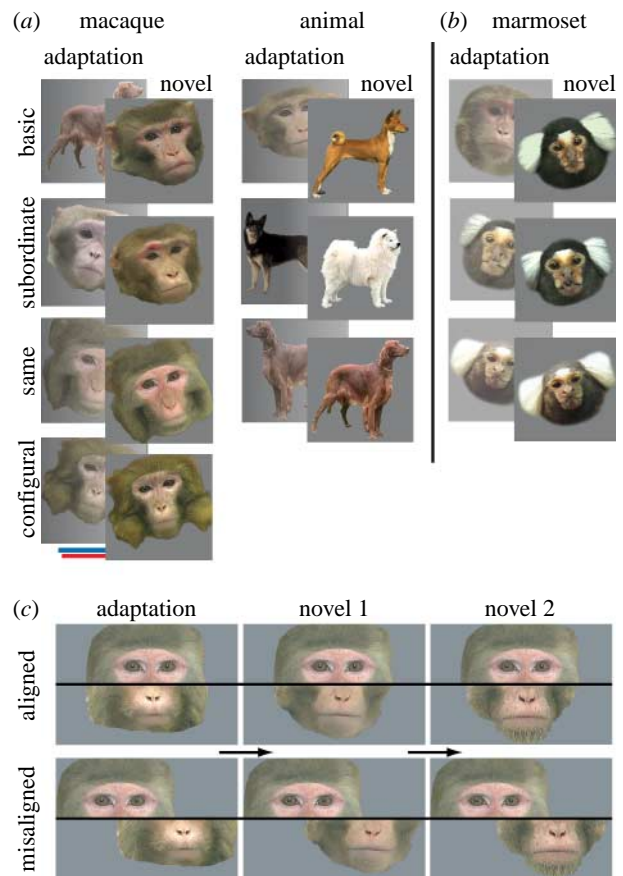 (a) macaque animal (b) marmoset
adaptation adaptation adaptation
novel novel novel
basic
subordinate
same
configural
(c) adaptation novel 1 novel 2
aligned
misaligned